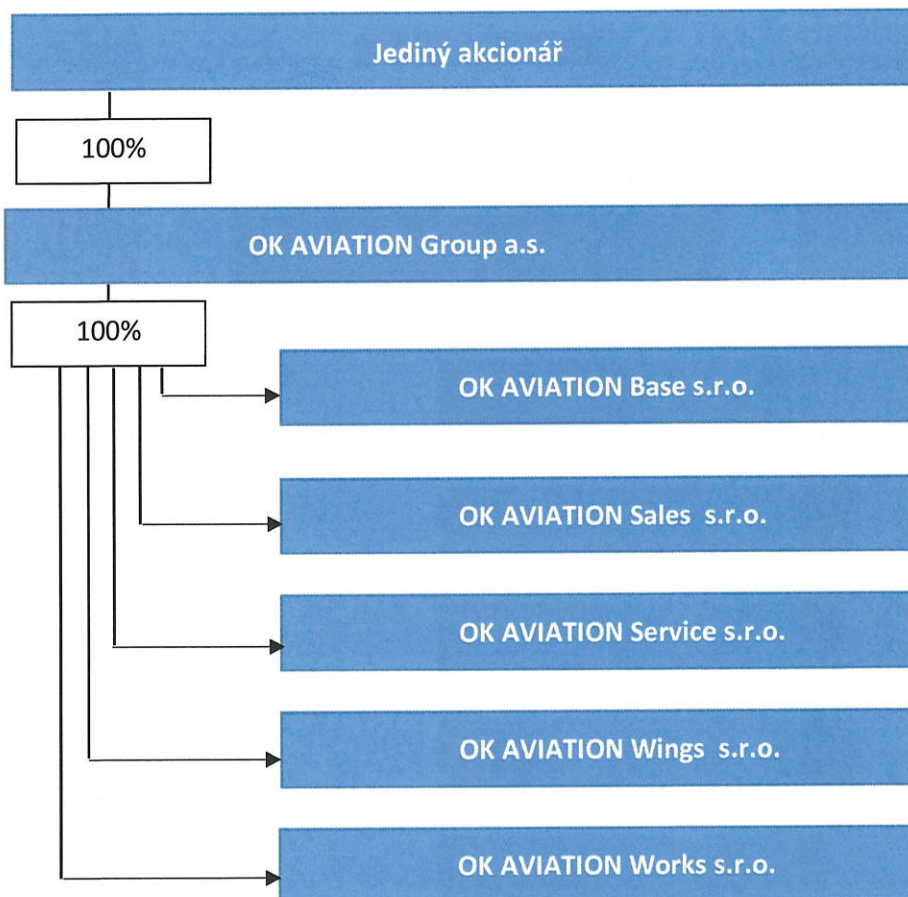 Jediný akcionář
100%
OK AVIATION Group a.s.
100%
OK AVIATION Base s.r.o.
OK AVIATION Sales s.r.o.
OK AVIATION Service s.r.o.
OK AVIATION Wings s.r.o.
OK AVIATION Works s.r.o.